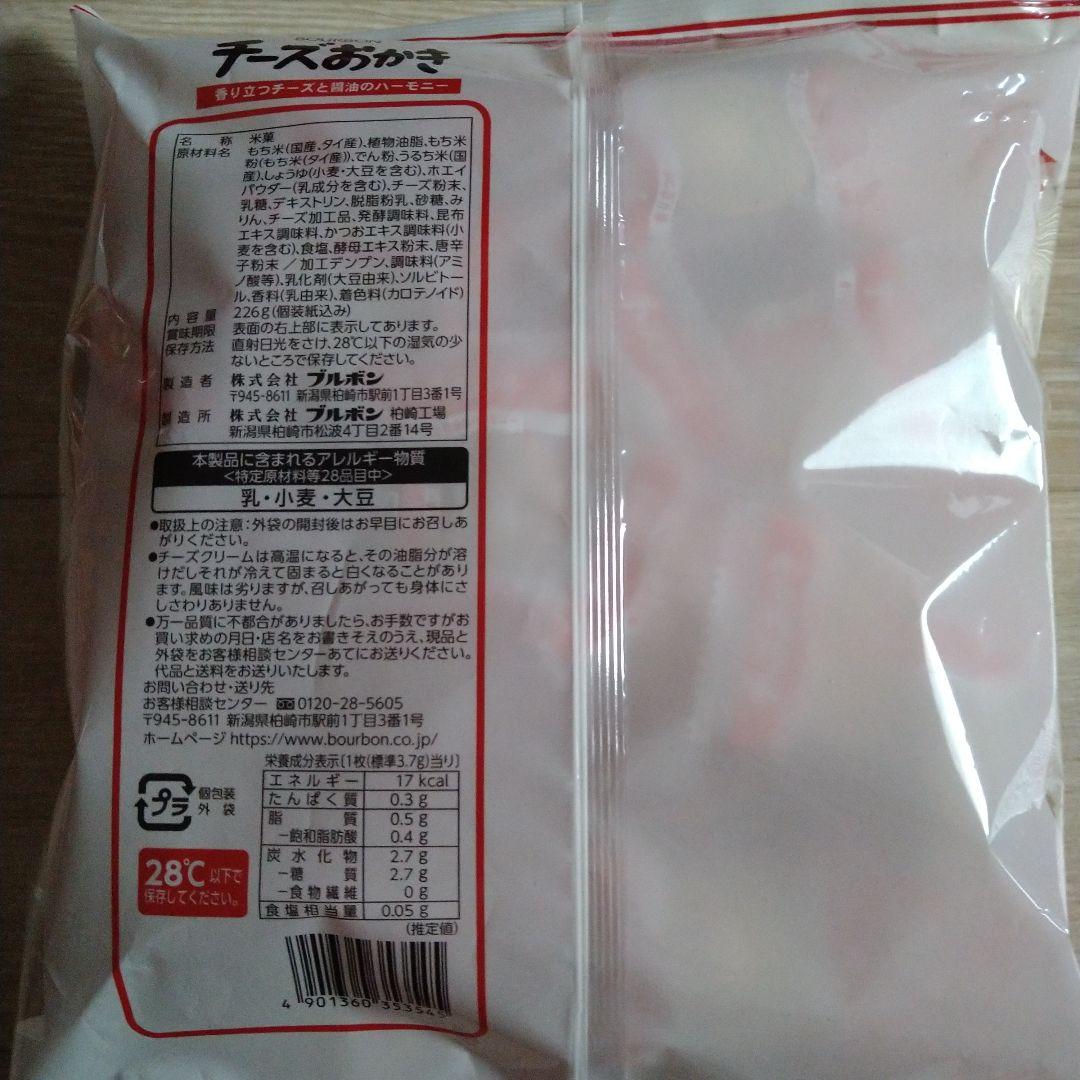 BOURBON
チーズおかき
香り立つチーズと醤油のハーモニー
名称 米菓
原材料名 もち米(国産、タイ産)、植物油脂、もち米
粉(もち米(タイ産))、でん粉、うるち米(国
産)、しょうゆ(小麦・大豆を含む)、ホエイ
パウダー(乳成分を含む)、チーズ粉末、
乳糖、デキストリン、脱脂粉乳、砂糖、み
りん、チーズ加工品、発酵調味料、昆布
エキス調味料、かつおエキス調味料(小
麦を含む)、食塩、酵母エキス粉末、唐辛
子粉末／加工デンプン、調味料(アミ
ノ酸等)、乳化剤(大豆由来)、ソルビトー
ル、香料(乳由来)、着色料(カロテノイド)
内容量 226g(個装紙込み)
賞味期限 表面の右上部に表示してあります。
保存方法 直射日光をさけ、28℃以下の湿気の少
ないところで保存してください。
製造者 株式会社 ブルボン
〒945-8611 新潟県柏崎市駅前1丁目3番1号
製造所 株式会社 ブルボン 柏崎工場
新潟県柏崎市松波4丁目2番14号
本製品に含まれるアレルギー物質
<特定原材料等28品目中>
乳・小麦・大豆
●取扱上の注意:外袋の開封後はお早目にお召しあ
がりください。
●チーズクリームは高温になると、その油脂分が溶
けだしそれが冷えて固まると白くなることがあり
ます。風味は劣りますが、召しあがっても身体にさ
しさわりありません。
●万一品質に不都合がありましたら、お手数ですがお
買い求めの月日・店名をお書きそえのうえ、現品と
外袋をお客様相談センターあてにお送りください。
代品と送料をお送りいたします。
お問い合わせ・送り先
お客様相談センター 0120-28-5605
〒945-8611 新潟県柏崎市駅前1丁目3番1号
ホームページ https://www.bourbon.co.jp/
栄養成分表示[1枚(標準3.7g)当り]
エネルギー 17 kcal
たんぱく質 0.3 g
脂質 0.5 g
−飽和脂肪酸 0.4 g
炭水化物 2.7 g
−糖質 2.7 g
−食物繊維 0 g
食塩相当量 0.05 g
(推定値)
プラ
個包装
外袋
28℃以下で
保存してください。
4 901360 353545